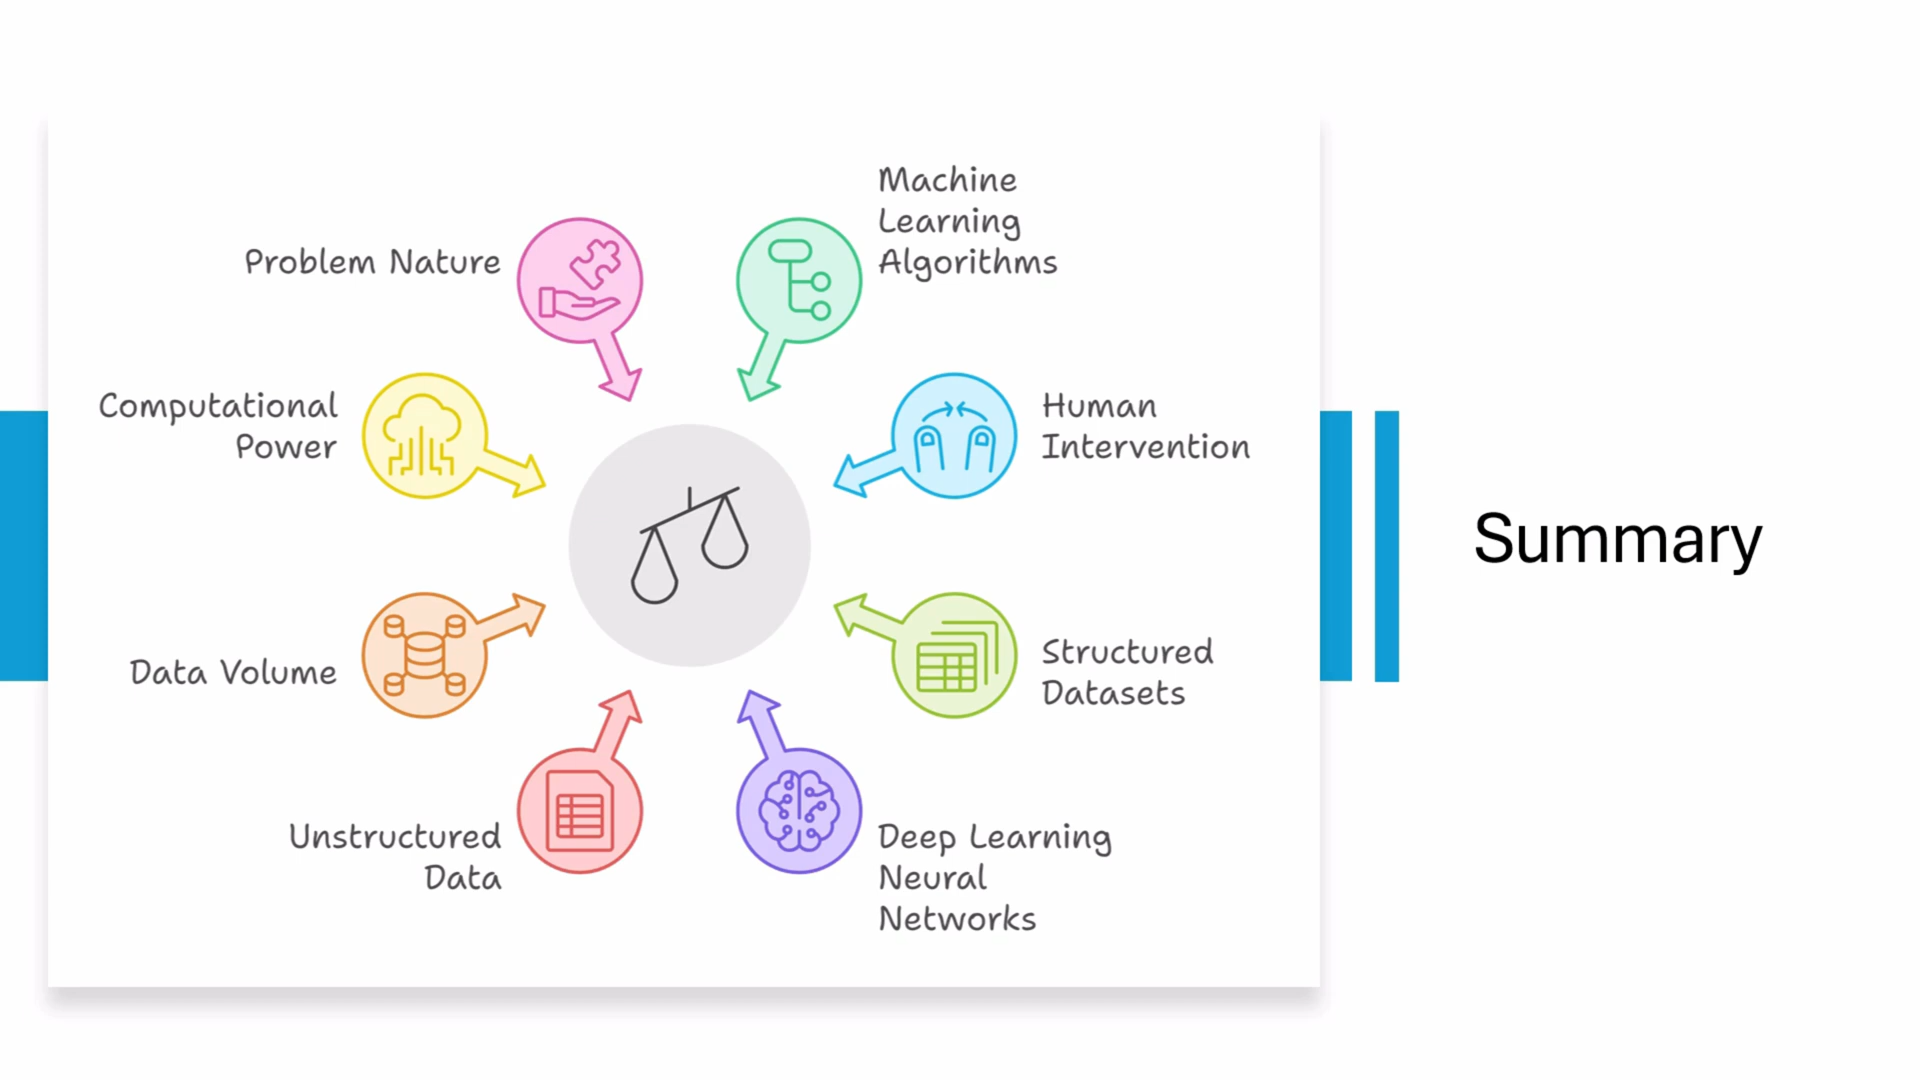 Problem Nature
Machine
Learning
Algorithms
Computational
Power
Human
Intervention
Data Volume
Structured
Datasets
Unstructured
Data
Deep Learning
Neural
Networks
Summary